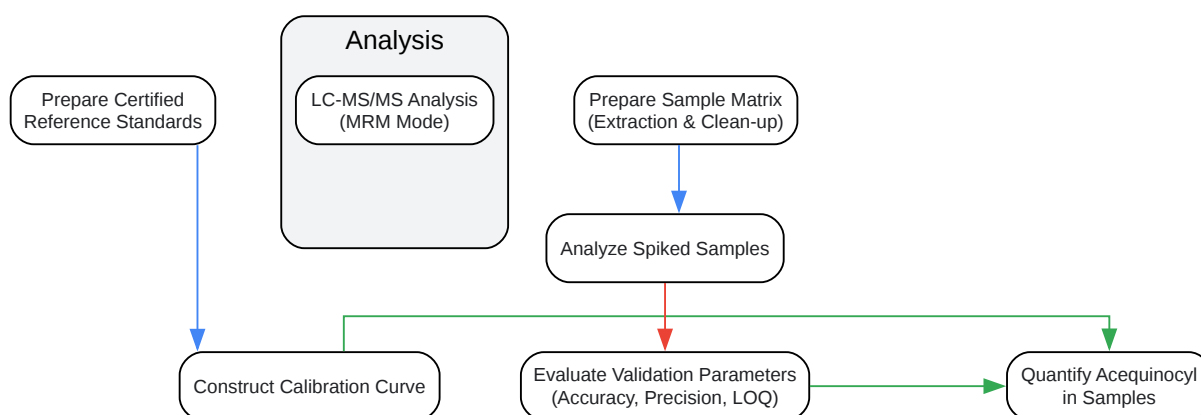 Analysis
Prepare Certified
Reference Standards
LC-MS/MS Analysis
(MRM Mode)
Prepare Sample Matrix
(Extraction & Clean-up)
Analyze Spiked Samples
Construct Calibration Curve
Evaluate Validation Parameters
(Accuracy, Precision, LOQ)
Quantify Acequinocyl
in Samples